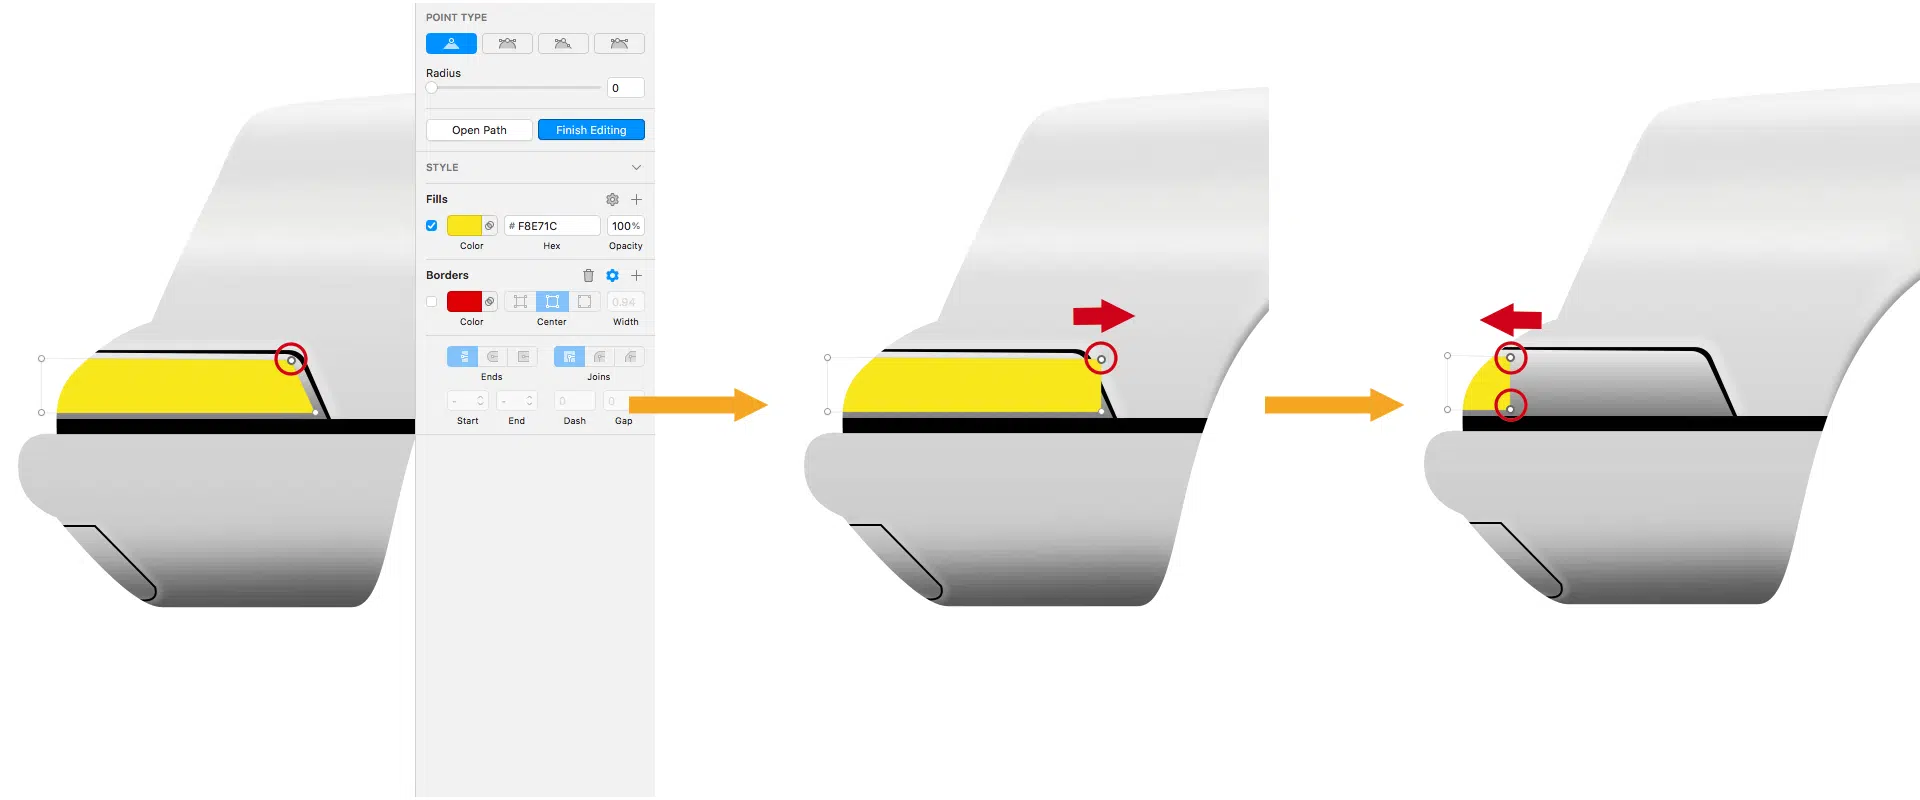 POINT TYPE
Radius
0
Open Path
Finish Editing
STYLE
Fills
# F8E71C
100%
Color
Hex
Opacity
Borders
0.94
Color
Center
Width
Ends
Joins
-
-
0
0
Start
End
Dash
Gap